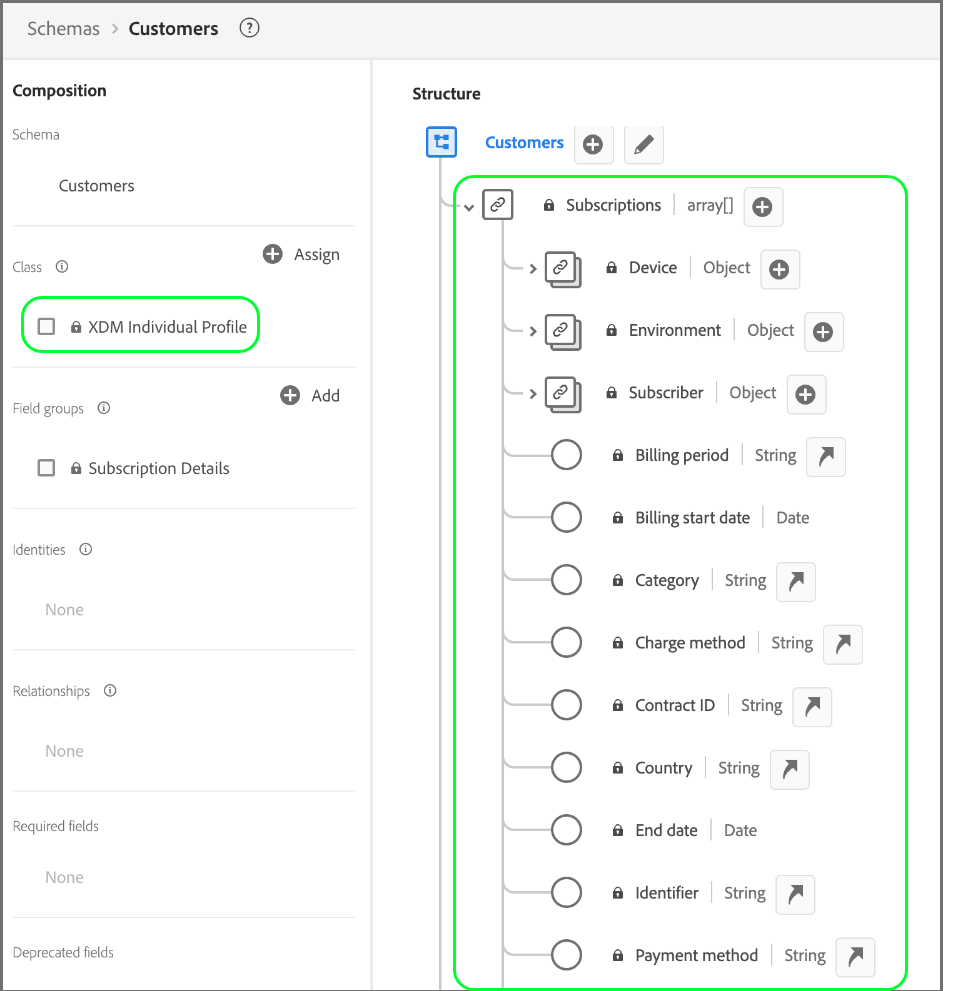 Schemas > Customers ?
Composition
Schema
Customers
Class
Assign
XDM Individual Profile
Field groups
Add
Subscription Details
Identities
None
Relationships
None
Required fields
None
Deprecated fields
Structure
Customers
Subscriptions | array[]
Device | Object
Environment | Object
Subscriber | Object
Billing period | String
Billing start date | Date
Category | String
Charge method | String
Contract ID | String
Country | String
End date | Date
Identifier | String
Payment method | String